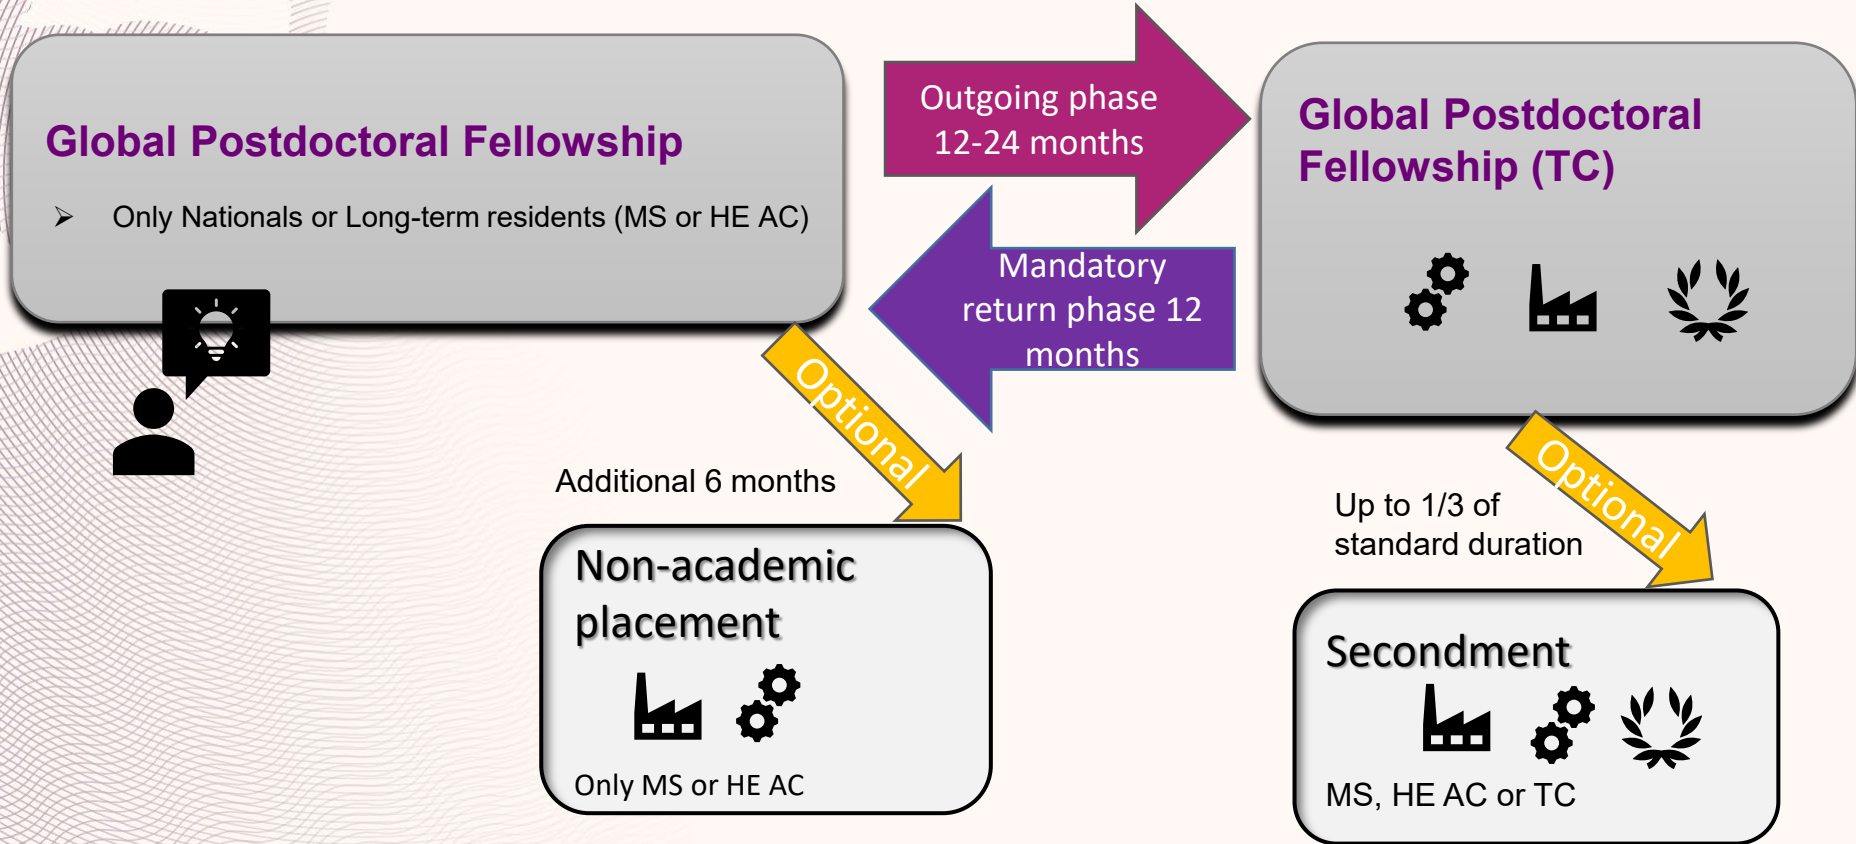 Global Postdoctoral Fellowship
➢ Only Nationals or Long-term residents (MS or HE AC)
Outgoing phase
12-24 months
Mandatory
return phase 12
months
Global Postdoctoral
Fellowship (TC)
Optional
Additional 6 months
Non-academic
placement
Only MS or HE AC
Optional
Up to 1/3 of
standard duration
Secondment
MS, HE AC or TC